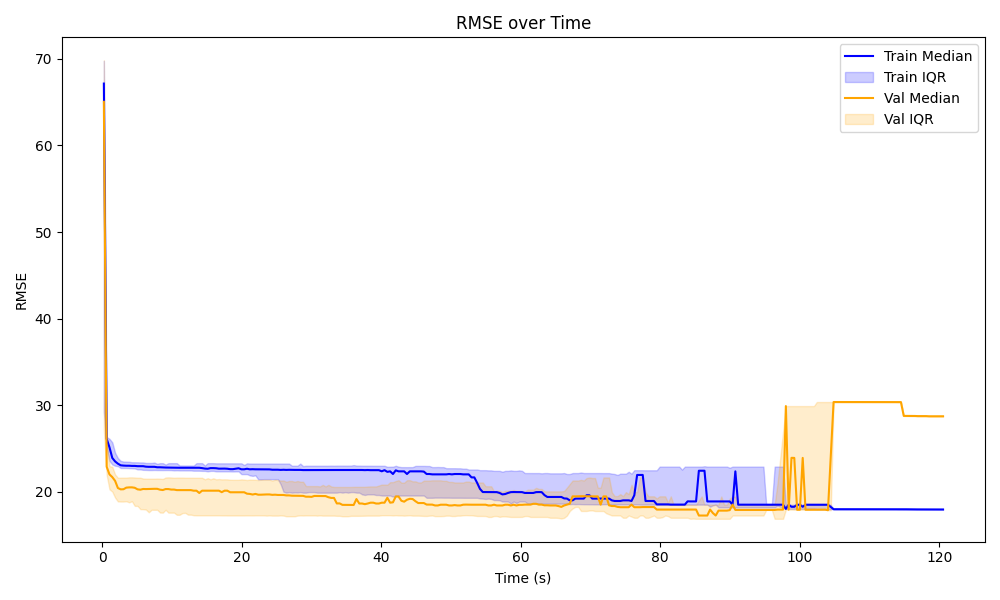 RMSE over Time
Train Median
Train IQR
Val Median
Val IQR
RMSE
70
60
50
40
30
20
0 20 40 60 80 100 120
Time (s)